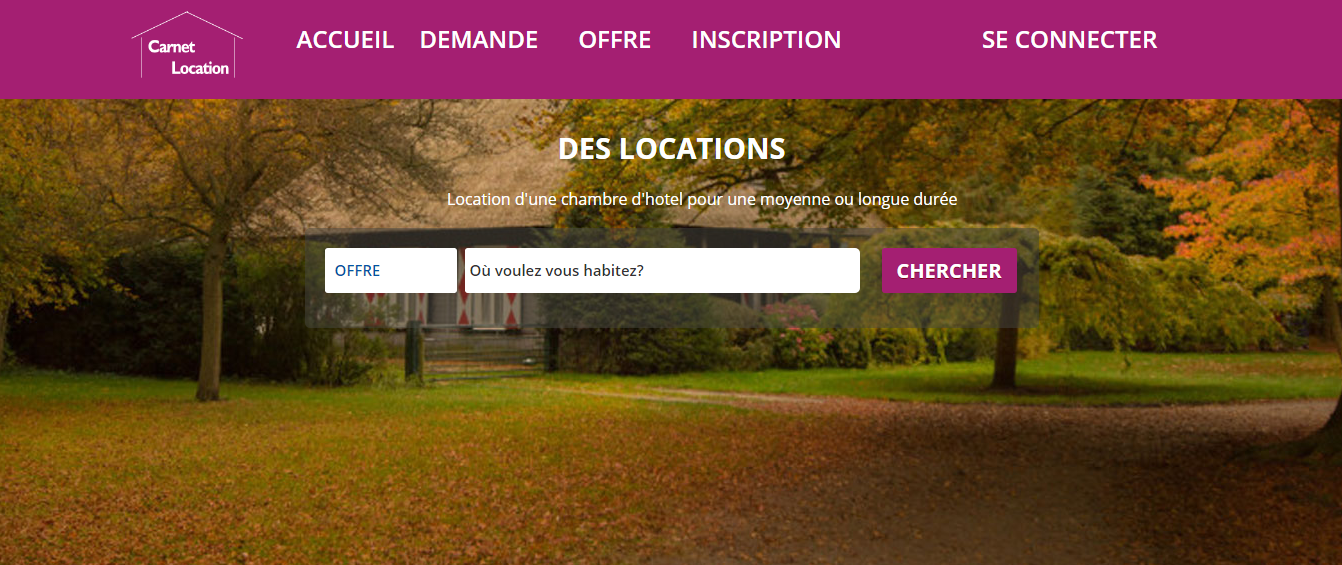 Carnet
Location
ACCUEIL DEMANDE OFFRE INSCRIPTION SE CONNECTER
DES LOCATIONS
Location d'une chambre d'hotel pour une moyenne ou longue durée
OFFRE Où voulez vous habitez? CHERCHER